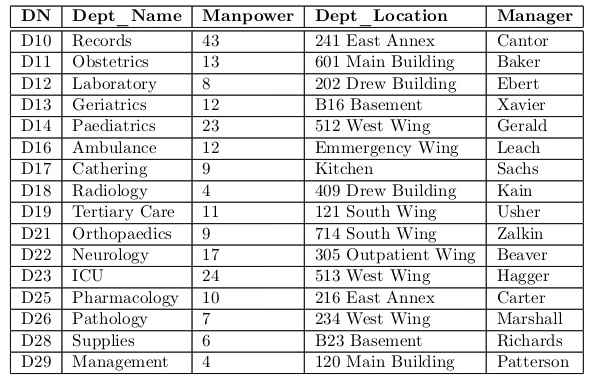 DN Dept_Name Manpower Dept_Location Manager
D10 Records 43 241 East Annex Cantor
D11 Obstetrics 13 601 Main Building Baker
D12 Laboratory 8 202 Drew Building Ebert
D13 Geriatrics 12 B16 Basement Xavier
D14 Paediatrics 23 512 West Wing Gerald
D16 Ambulance 12 Emmergency Wing Leach
D17 Cathering 9 Kitchen Sachs
D18 Radiology 4 409 Drew Building Kain
D19 Tertiary Care 11 121 South Wing Usher
D21 Orthopaedics 9 714 South Wing Zalkin
D22 Neurology 17 305 Outpatient Wing Beaver
D23 ICU 24 513 West Wing Hagger
D25 Pharmacology 10 216 East Annex Carter
D26 Pathology 7 234 West Wing Marshall
D28 Supplies 6 B23 Basement Richards
D29 Management 4 120 Main Building Patterson